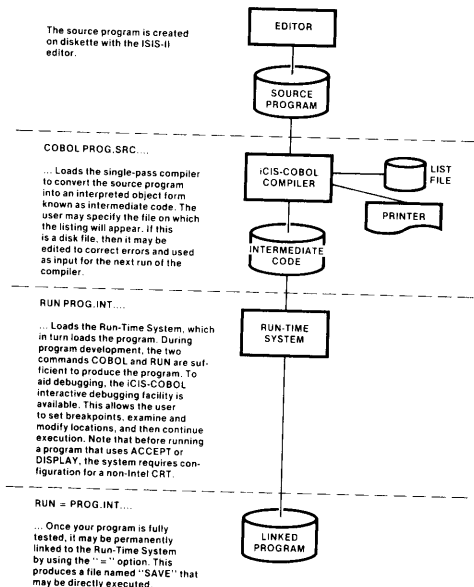 The source program is created
on diskette with the ISIS-II
editor.
EDITOR
SOURCE
PROGRAM
COBOL PROG.SRC....
... Loads the single-pass compiler
to convert the source program
into an interpreted object form
known as intermediate code. The
user may specify the file on which
the listing will appear. If this
is a disk file, then it may be
edited to correct errors and used
as input for the next run of the
compiler.
iCIS-COBOL
COMPILER
LIST
FILE
PRINTER
INTERMEDIATE
CODE
RUN PROG.INT....
... Loads the Run-Time System, which
in turn loads the program. During
program development, the two
commands COBOL and RUN are suf-
ficient to produce the program. To
aid debugging, the iCIS-COBOL
interactive debugging facility is
available. This allows the user
to set breakpoints, examine and
modify locations, and then continue
execution. Note that before running
a program that uses ACCEPT or
DISPLAY, the system requires con-
figuration for a non-Intel CRT.
RUN-TIME
SYSTEM
RUN = PROG.INT....
... Once your program is fully
tested, it may be permanently
linked to the Run-Time System
by using the "=" option. This
produces a file named "SAVE" that
may be directly executed.
LINKED
PROGRAM